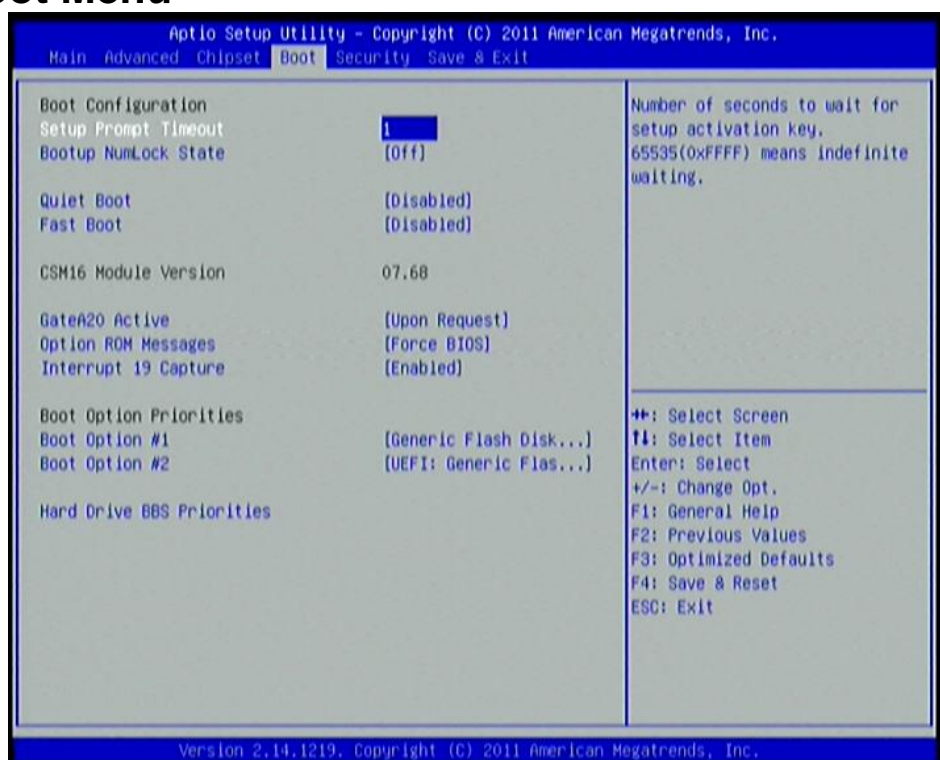 Aptio Setup Utility - Copyright (C) 2011 American Megatrends, Inc.
Main Advanced Chipset Boot Security Save & Exit
Boot Configuration
Setup Prompt Timeout 1
Bootup NumLock State [Off]
Quiet Boot [Disabled]
Fast Boot [Disabled]
CSM16 Module Version 07.68
GateA20 Active [Upon Request]
Option ROM Messages [Force BIOS]
Interrupt 19 Capture [Enabled]
Boot Option Priorities
Boot Option #1 [Generic Flash Disk...]
Boot Option #2 [UEFI: Generic Flas...]
Hard Drive BBS Priorities
Number of seconds to wait for
setup activation key.
65535(0xFFFF) means indefinite
waiting.
→←: Select Screen
↑↓: Select Item
Enter: Select
+/-: Change Opt.
F1: General Help
F2: Previous Values
F3: Optimized Defaults
F4: Save & Reset
ESC: Exit
Version 2.14.1219. Copyright (C) 2011 American Megatrends, Inc.